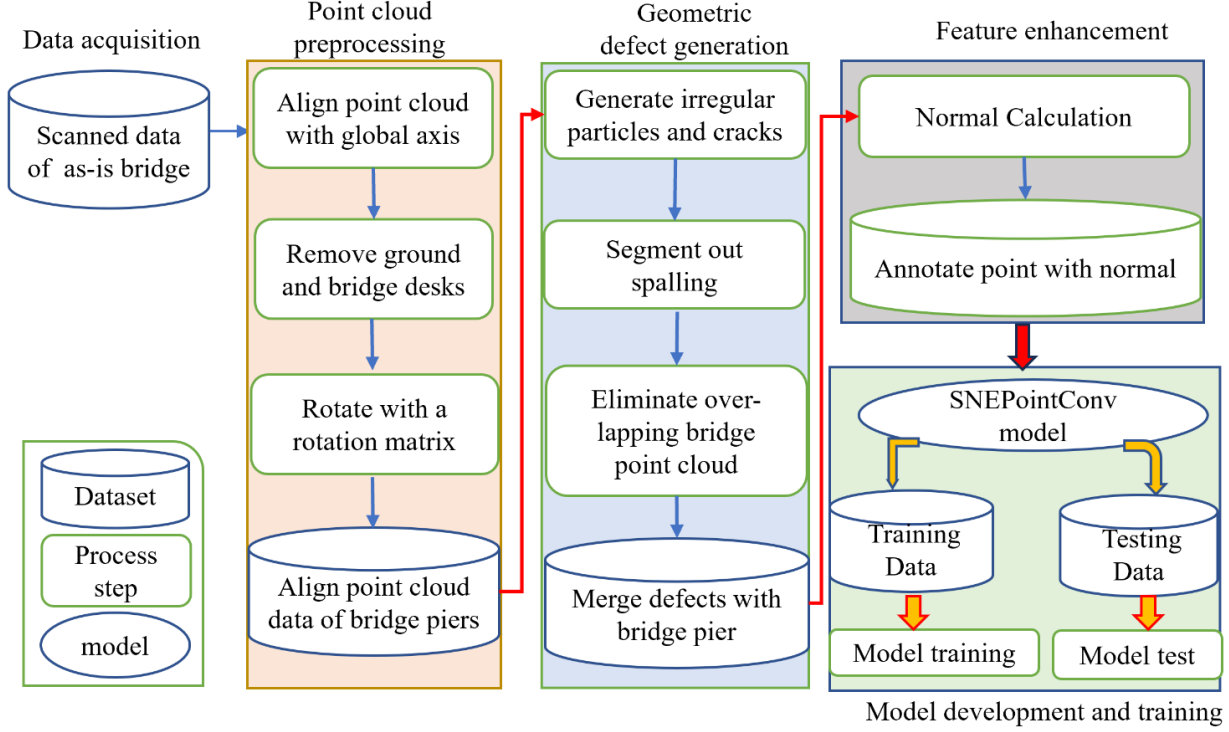 Data acquisition
Scanned data
of as-is bridge
Point cloud
preprocessing
Align point cloud
with global axis
Remove ground
and bridge desks
Rotate with a
rotation matrix
Align point cloud
data of bridge piers
Geometric
defect generation
Generate irregular
particles and cracks
Segment out
spalling
Eliminate over-
lapping bridge
point cloud
Merge defects with
bridge pier
Feature enhancement
Normal Calculation
Annotate point with normal
SNEPointConv
model
Training
Data
Testing
Data
Model training
Model test
Model development and training
Dataset
Process
step
model